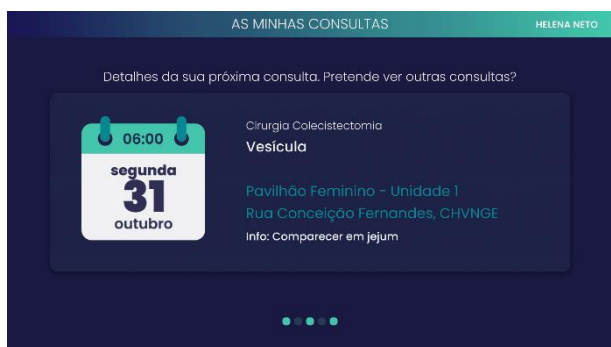 AS MINHAS CONSULTAS
HELENA NETO
Detalhes da sua próxima consulta. Pretende ver outras consultas?
06:00
segunda
31
outubro
Cirurgia Colecistectomia
Vesícula
Pavilhão Feminino - Unidade 1
Rua Conceição Fernandes, CHVNGE
Info: Comparecer em jejum